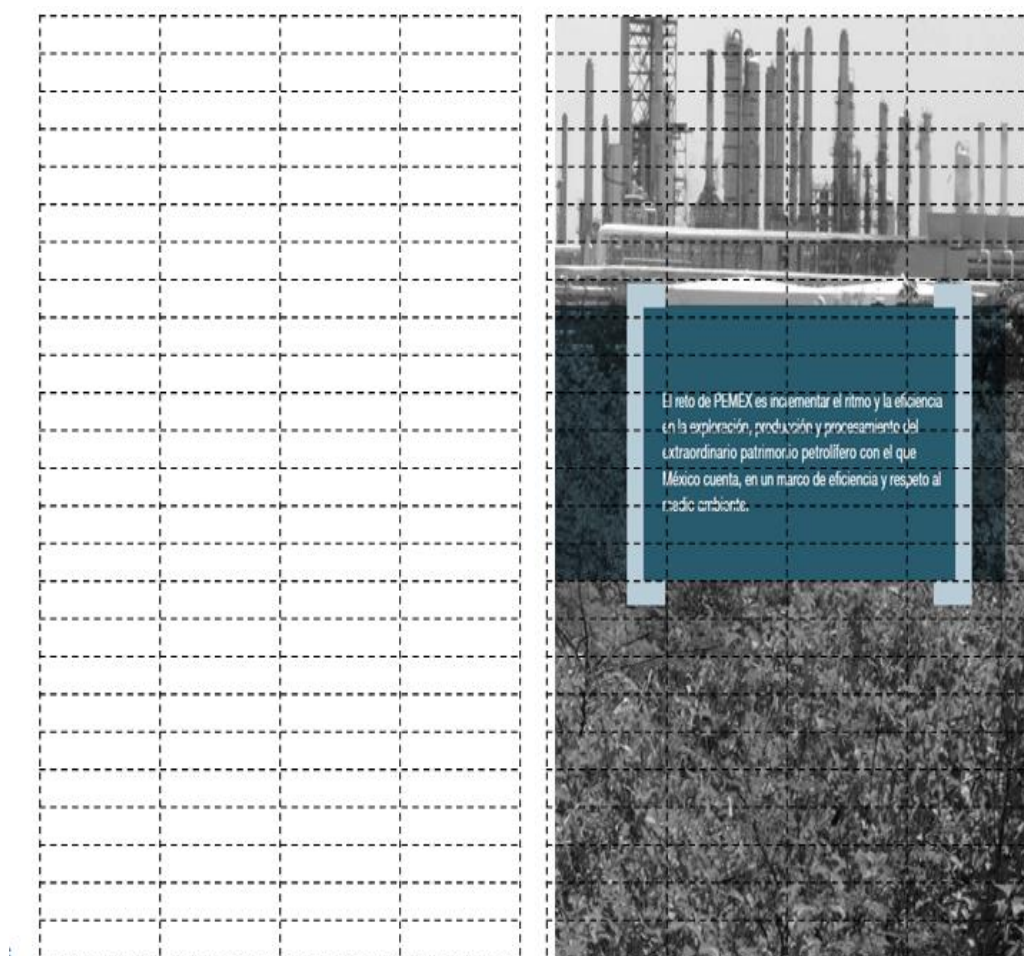 El reto de PEMEX es incrementar el ritmo y la eficiencia
en la exploración, producción y procesamiento del
extraordinario patrimonio petrolífero con el que
México cuenta, en un marco de eficiencia y respeto al
medio ambiente.